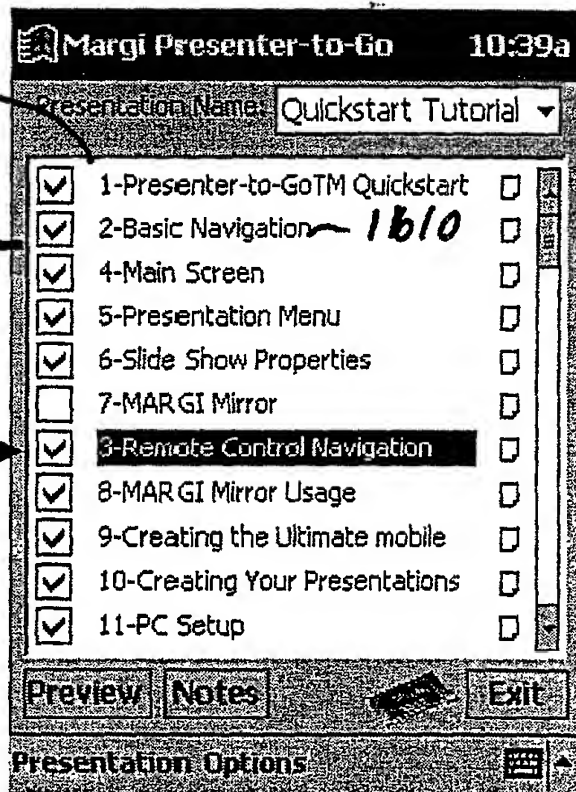 Margi Presenter-to-Go 10:39a
Presentation Name: Quickstart Tutorial
1-Presenter-to-GoTM Quickstart
2-Basic Navigation 1610
4-Main Screen
5-Presentation Menu
6-Slide Show Properties
7-MARGI Mirror
3-Remote Control Navigation
8-MARGI Mirror Usage
9-Creating the Ultimate mobile
10-Creating Your Presentations
11-PC Setup
Preview Notes Exit
Presentation Options